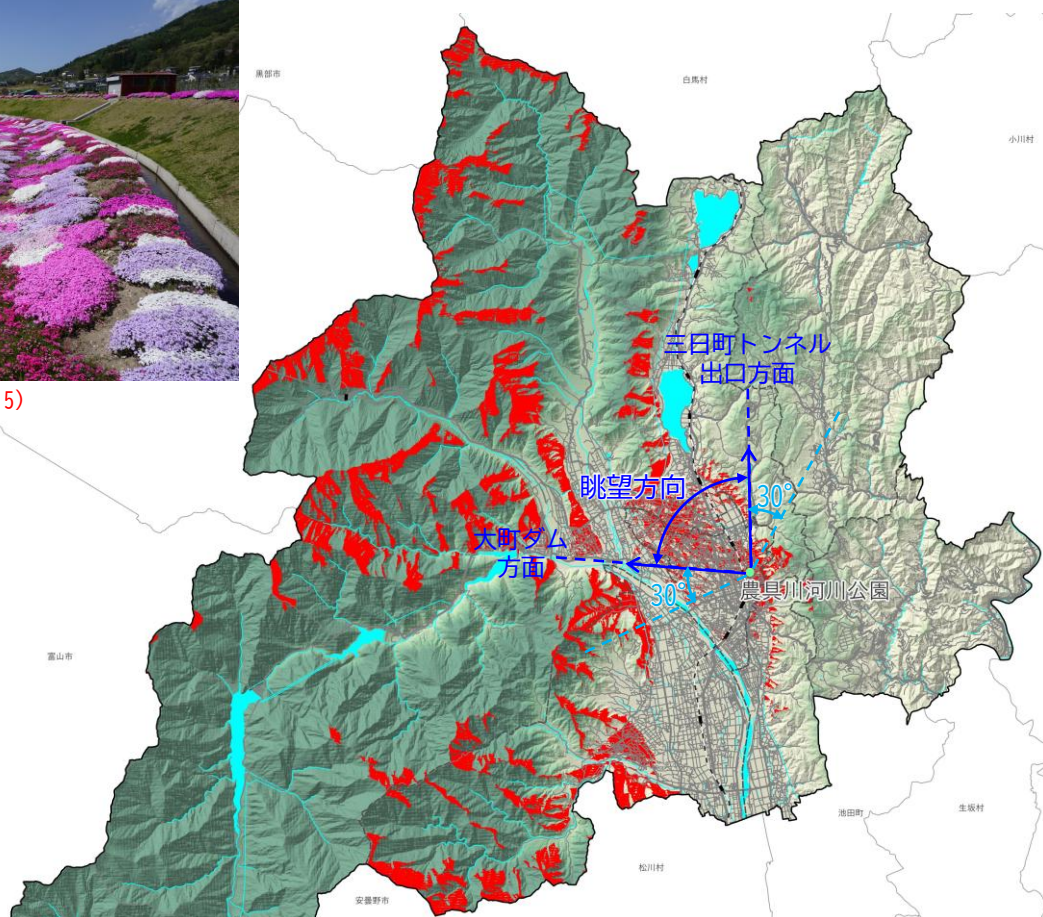 黒部市
白馬村
小川村
5)
三日町トンネル
出口方面
眺望方向
30°
大町ダム
方面
30°
農具川河川公園
富山市
池田町
生坂村
松川村
安曇野市